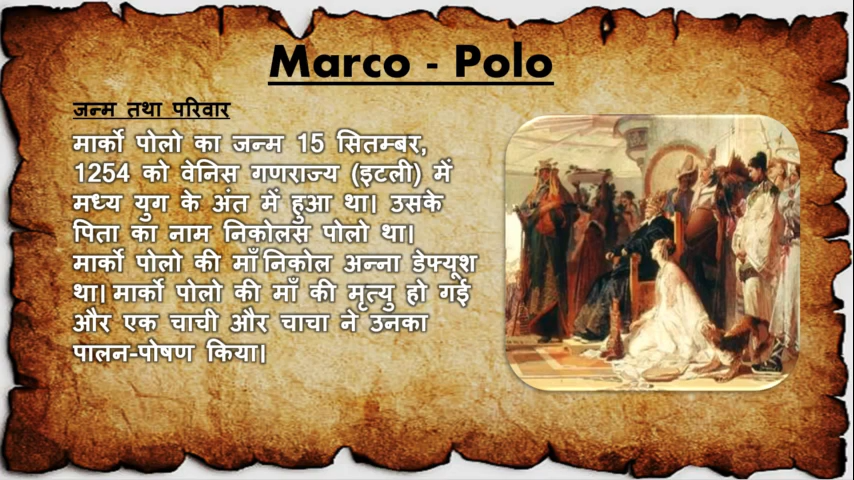 Marco - Polo
जन्म तथा परिवार
मार्को पोलो का जन्म 15 सितम्बर,
1254 को वेनिस गणराज्य (इटली) में
मध्य युग के अंत में हुआ था। उसके
पिता का नाम निकोलस पोलो था।
मार्को पोलो की माँ निकोल अन्ना डेफ्यूश
था। मार्को पोलो की माँ की मृत्यु हो गई
और एक चाची और चाचा ने उनका
पालन-पोषण किया।